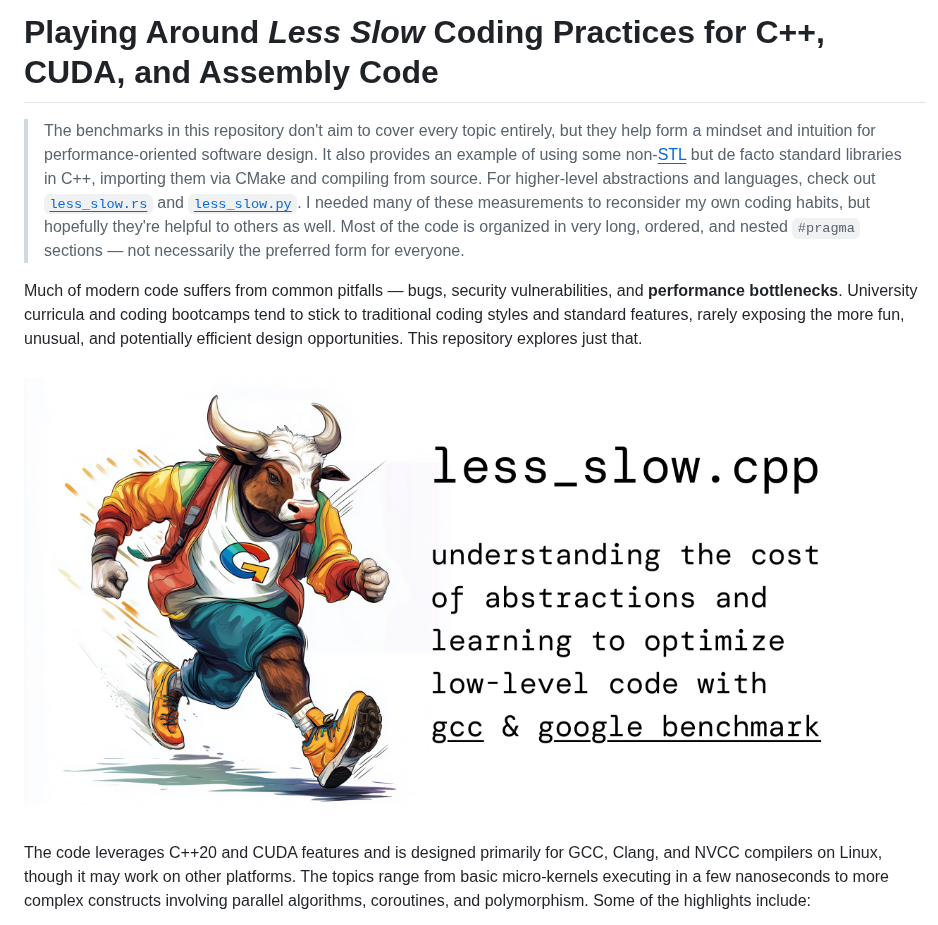 Playing Around Less Slow Coding Practices for C++,
CUDA, and Assembly Code
The benchmarks in this repository don't aim to cover every topic entirely, but they help form a mindset and intuition for
performance-oriented software design. It also provides an example of using some non-STL but de facto standard libraries
in C++, importing them via CMake and compiling from source. For higher-level abstractions and languages, check out
less_slow.rs and less_slow.py. I needed many of these measurements to reconsider my own coding habits, but
hopefully they're helpful to others as well. Most of the code is organized in very long, ordered, and nested #pragma
sections — not necessarily the preferred form for everyone.
Much of modern code suffers from common pitfalls — bugs, security vulnerabilities, and performance bottlenecks. University
curricula and coding bootcamps tend to stick to traditional coding styles and standard features, rarely exposing the more fun,
unusual, and potentially efficient design opportunities. This repository explores just that.
G
less_slow.cpp
understanding the cost
of abstractions and
learning to optimize
low-level code with
gcc & google benchmark
The code leverages C++20 and CUDA features and is designed primarily for GCC, Clang, and NVCC compilers on Linux,
though it may work on other platforms. The topics range from basic micro-kernels executing in a few nanoseconds to more
complex constructs involving parallel algorithms, coroutines, and polymorphism. Some of the highlights include: